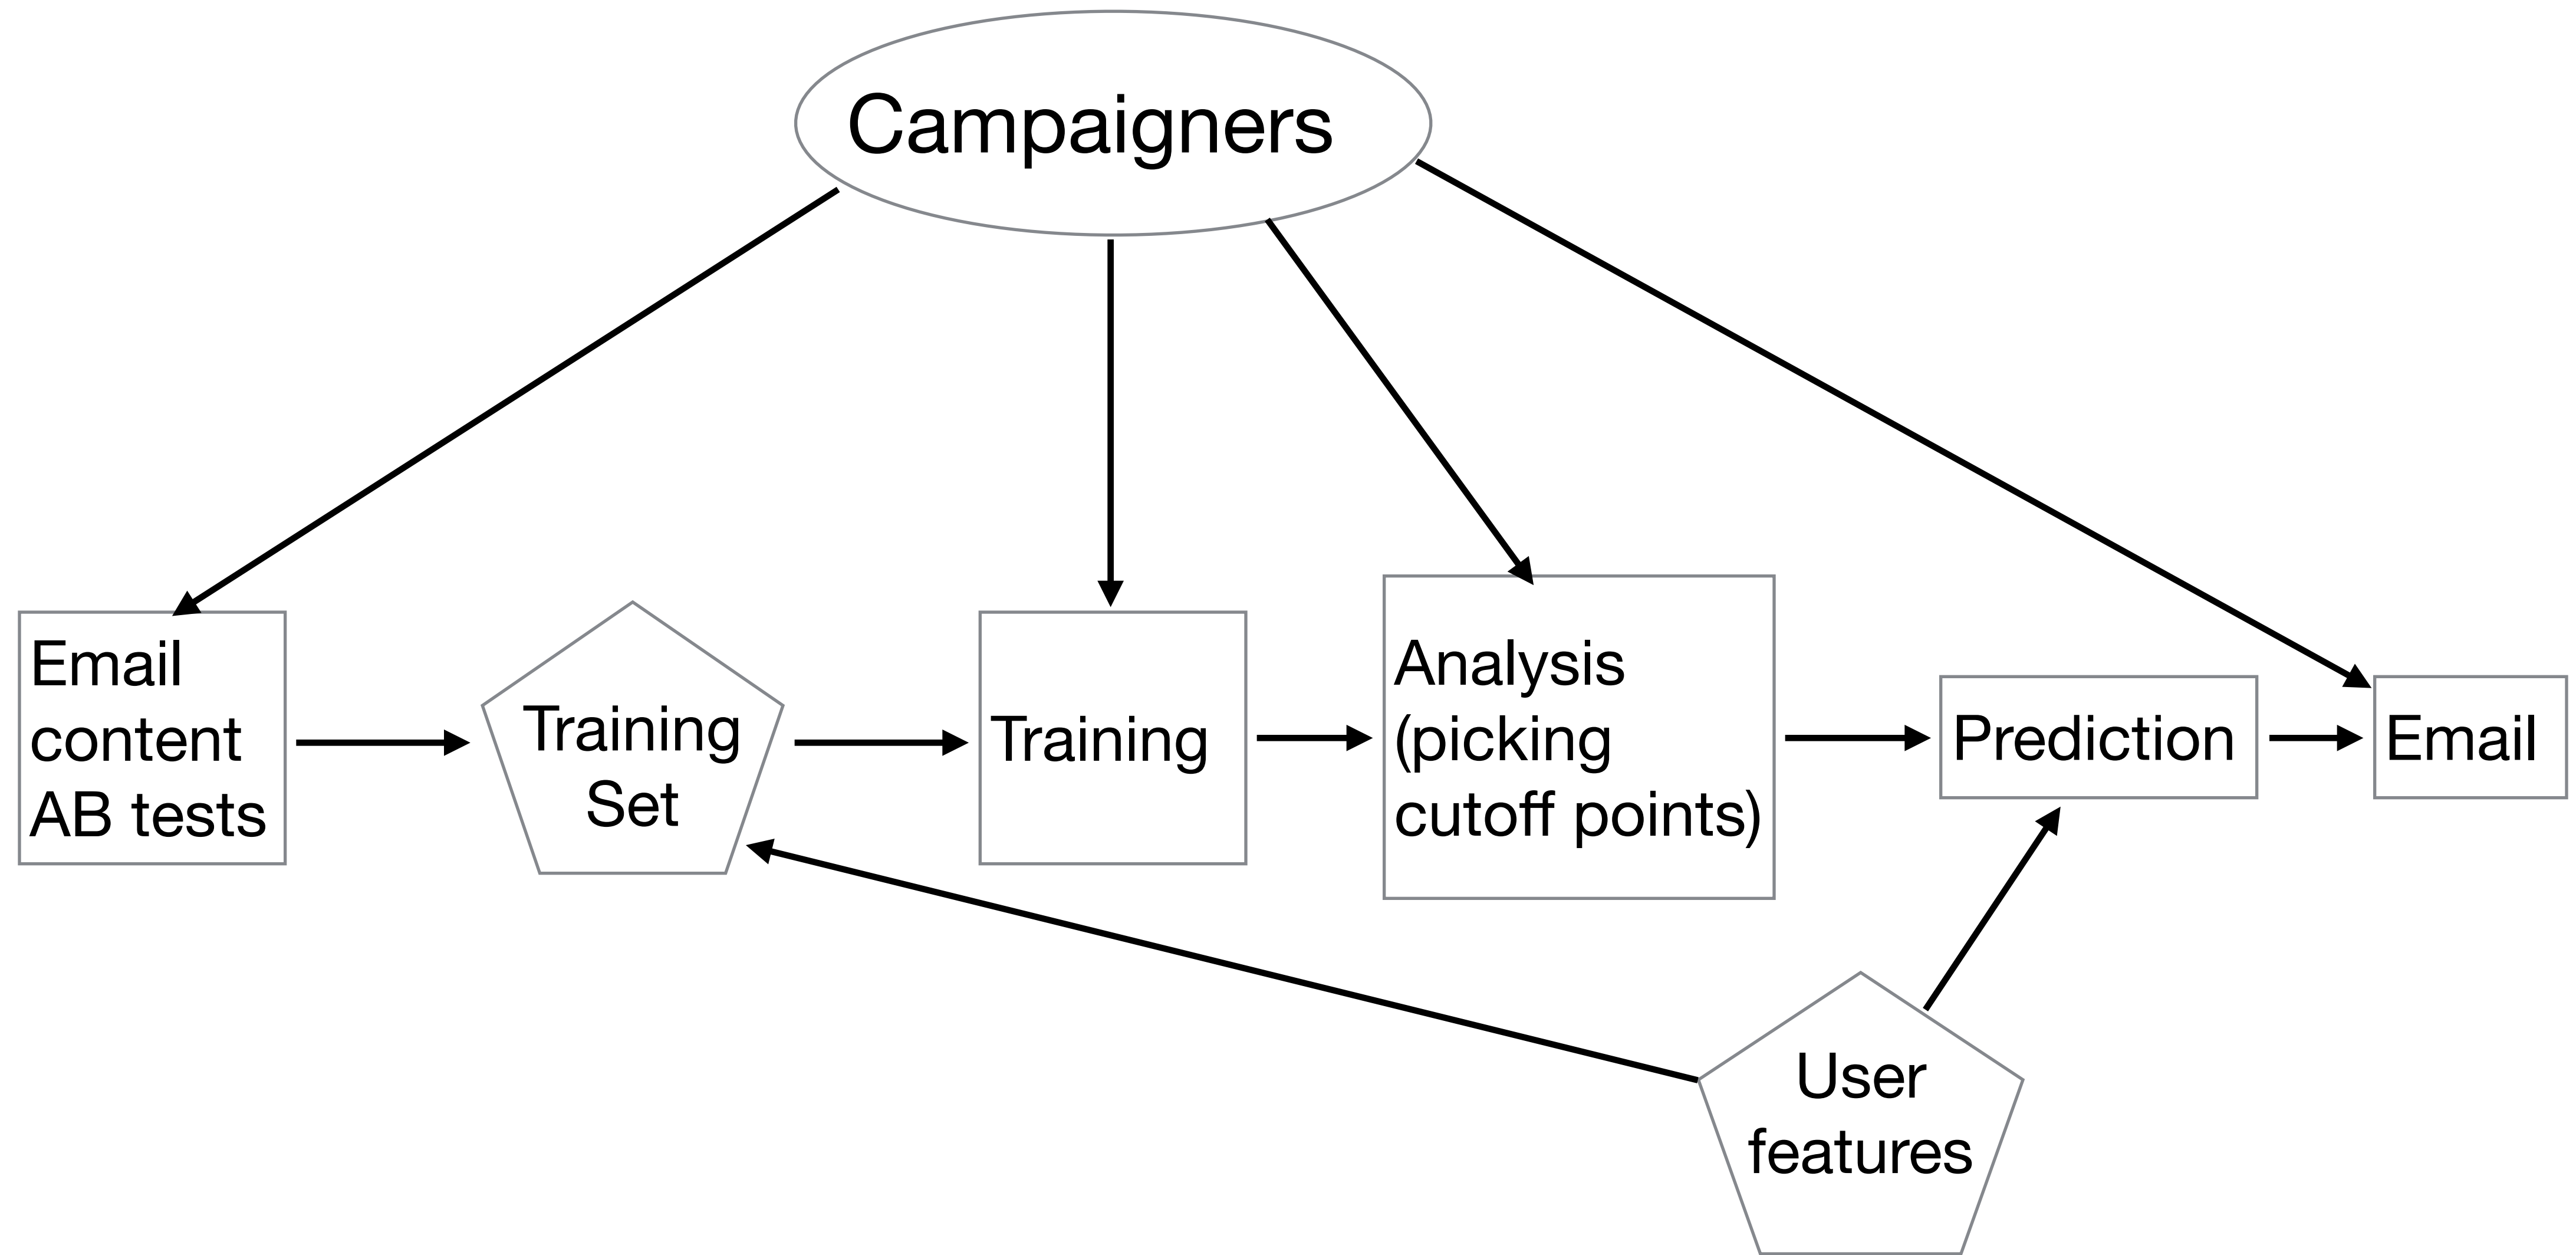 Campaigners
Email
content
AB tests
Training
Set
Training
Analysis
(picking
cutoff points)
Prediction
Email
User
features